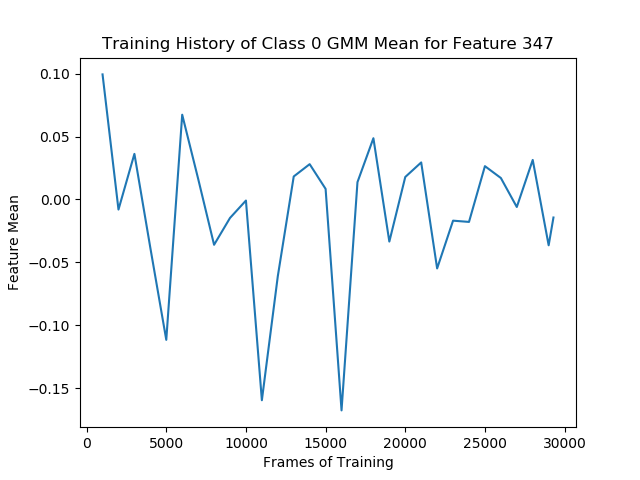 Training History of Class 0 GMM Mean for Feature 347
0.10
0.05
0.00
−0.05
−0.10
−0.15
Feature Mean
0 5000 10000 15000 20000 25000 30000
Frames of Training